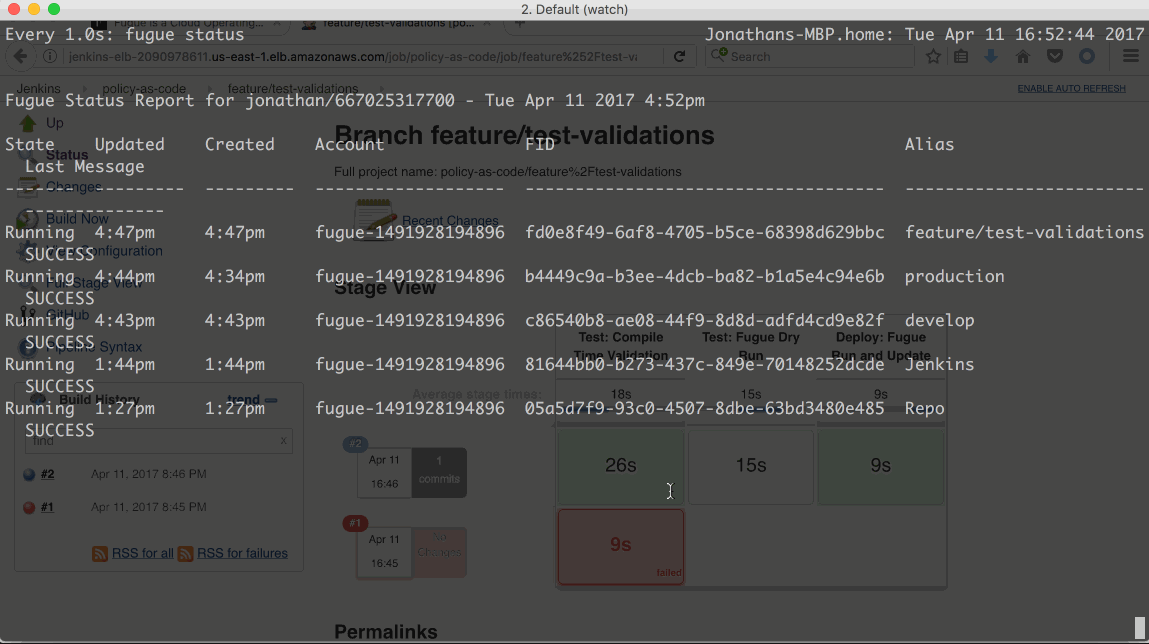 2. Default (watch)
Fugue is a Cloud Operating...
feature/test-validations [po...
Every 1.0s: fugue status
Jonathans-MBP.home: Tue Apr 11 16:52:44 2017
jenkins-elb-2090978611.us-east-1.elb.amazonaws.com/job/policy-as-code/job/feature%252Ftest-va
Search
Jenkins
policy-as-code
feature/test-validations
ENABLE AUTO REFRESH
Fugue Status Report for jonathan/667025317700 - Tue Apr 11 2017 4:52pm
Up
Branch feature/test-validations
State Updated Created Account FID Alias
Status
Last Message
Full project name: policy-as-code/feature%2Ftest-validations
Changes
--------- --------- --------- ------------------- ------------------------------------ ------------------------
--------------
Build Now
Recent Changes
Running 4:47pm 4:47pm fugue-1491928194896 fd0e8f49-6af8-4705-b5ce-68398d629bbc feature/test-validations
SUCCESS
View Configuration
Running 4:44pm 4:34pm fugue-1491928194896 b4449c9a-b3ee-4dcb-ba82-b1a5e4c94e6b production
Full Stage View
Stage View
SUCCESS
GitHub
Running 4:43pm 4:43pm fugue-1491928194896 c86540b8-ae08-44f9-8d8d-adfd4cd9e82f develop
SUCCESS
Pipeline Syntax
Test: Compile Time Validation
Test: Fugue Dry Run
Deploy: Fugue Run and Update
Running 1:44pm 1:44pm fugue-1491928194896 81644bb0-b273-437c-849e-70148252dcde Jenkins
SUCCESS
Build History
trend
Average stage times:
18s
15s
9s
Running 1:27pm 1:27pm fugue-1491928194896 05a5d7f9-93c0-4507-8dbe-63bd3480e485 Repo
SUCCESS
find
X
#2
Apr 11
16:46
1
commits
26s
15s
9s
#2 Apr 11, 2017 8:46 PM
#1 Apr 11, 2017 8:45 PM
#1
Apr 11
16:45
No
Changes
9s
failed
RSS for all
RSS for failures
Permalinks